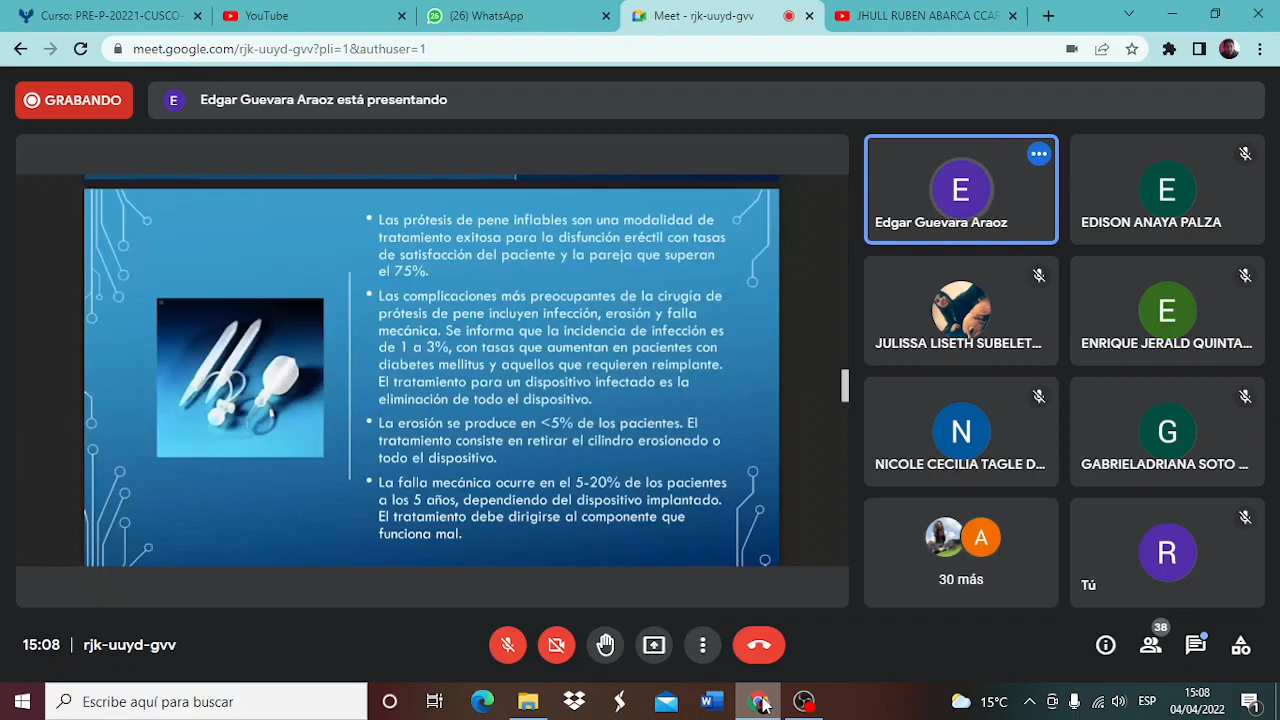 Curso: PRE-P-20221-CUSCO-
YouTube
(26) WhatsApp
Meet - rjk-uuyd-gvv
JHULL RUBEN ABARCA CCAR
meet.google.com/rjk-uuyd-gvv?pli=1&authuser=1
GRABANDO
E
Edgar Guevara Araoz está presentando
• Las prótesis de pene inflables son una modalidad de
tratamiento exitosa para la disfunción eréctil con tasas
de satisfacción del paciente y la pareja que superan
el 75%.
• Las complicaciones más preocupantes de la cirugía de
prótesis de pene incluyen infección, erosión y falla
mecánica. Se informa que la incidencia de infección es
de 1 a 3%, con tasas que aumentan en pacientes con
diabetes mellitus y aquellos que requieren reimplante.
El tratamiento para un dispositivo infectado es la
eliminación de todo el dispositivo.
• La erosión se produce en <5% de los pacientes. El
tratamiento consiste en retirar el cilindro erosionado o
todo el dispositivo.
• La falla mecánica ocurre en el 5-20% de los pacientes
a los 5 años, dependiendo del dispositivo implantado.
El tratamiento debe dirigirse al componente que
funciona mal.
E
Edgar Guevara Araoz
E
EDISON ANAYA PALZA
JULISSA LISETH SUBELET...
E
ENRIQUE JERALD QUINTA...
N
NICOLE CECILIA TAGLE D...
G
GABRIELADRIANA SOTO ...
A
30 más
R
Tú
15:08 | rjk-uuyd-gvv
38
Escribe aquí para buscar
15°C
ESP
15:08
04/04/2022
1